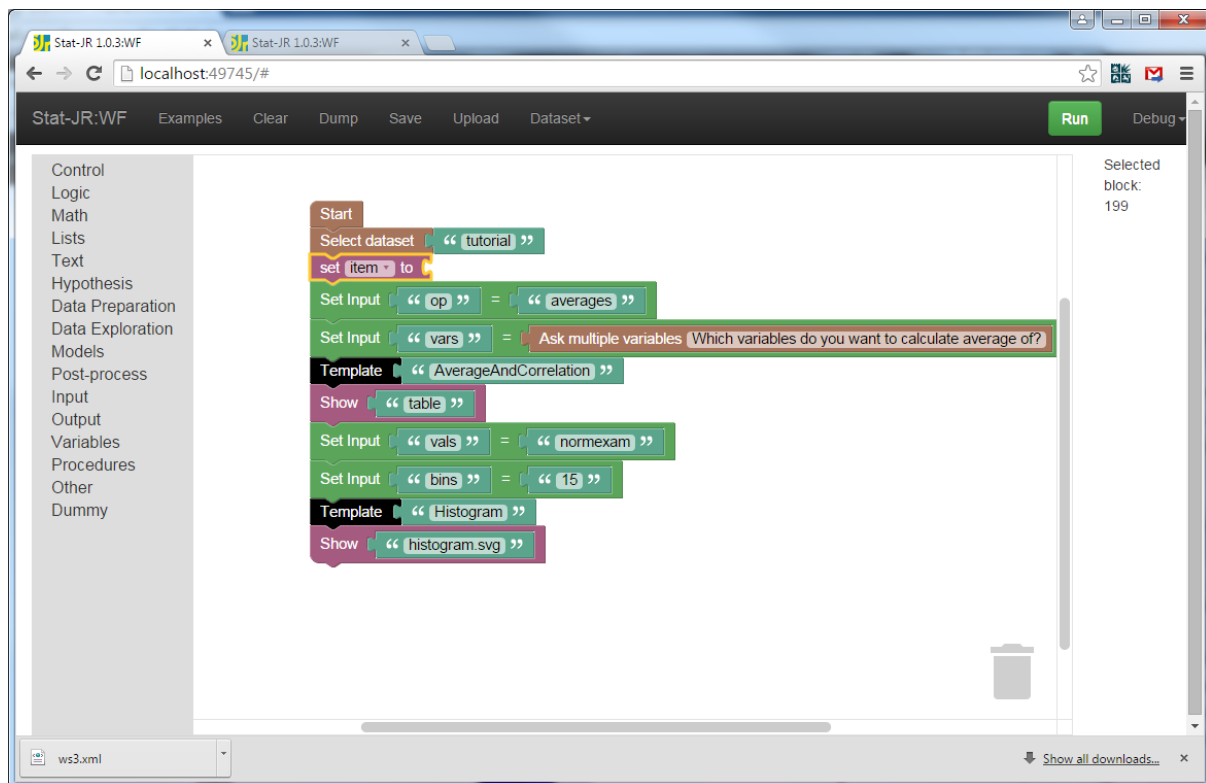 Stat-JR 1.0.3:WF × Stat-JR 1.0.3:WF ×
localhost:49745/#
Stat-JR:WF Examples Clear Dump Save Upload Dataset Run Debug
Control
Logic
Math
Lists
Text
Hypothesis
Data Preparation
Data Exploration
Models
Post-process
Input
Output
Variables
Procedures
Other
Dummy
Start
Select dataset “ tutorial ”
set item to
Set Input “ op ” = “ averages ”
Set Input “ vars ” = Ask multiple variables Which variables do you want to calculate average of?
Template “ AverageAndCorrelation ”
Show “ table ”
Set Input “ vals ” = “ normexam ”
Set Input “ bins ” = “ 15 ”
Template “ Histogram ”
Show “ histogram.svg ”
Selected
block:
199
ws3.xml
Show all downloads... ×